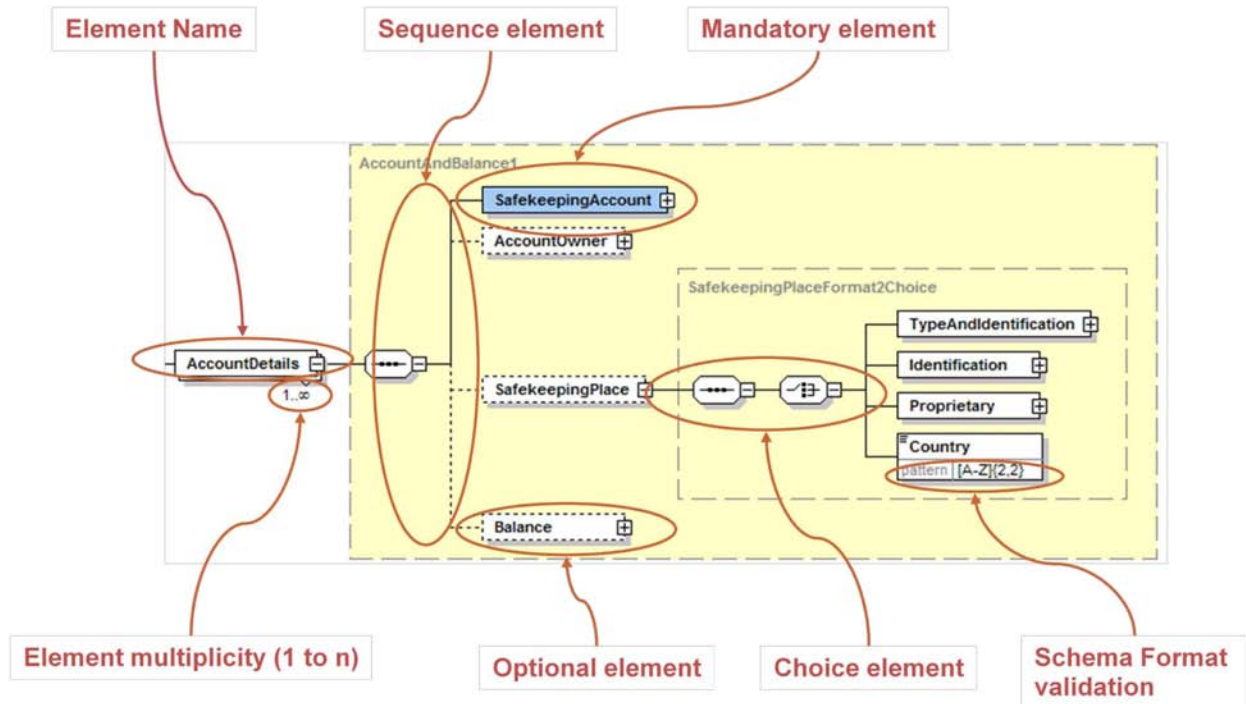 Element Name
Sequence element
Mandatory element
AccountAndBalance1
SafekeepingAccount
AccountOwner
SafekeepingPlaceFormat2Choice
TypeAndIdentification
AccountDetails
Identification
1..∞
SafekeepingPlace
Proprietary
Country
pattern [A-Z]{2,2}
Balance
Element multiplicity (1 to n)
Optional element
Choice element
Schema Format
validation